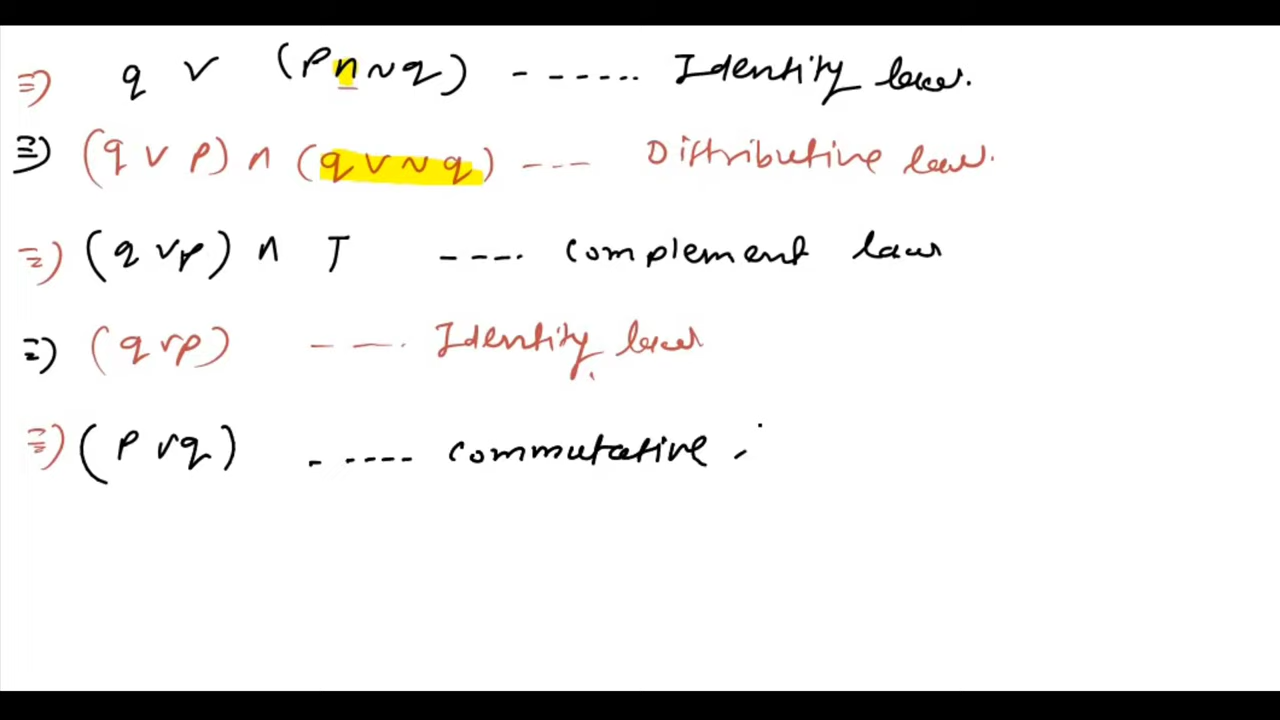 ≡) q ∨ (p ∧ ~q) ------ Identity law.
≡) (q ∨ p) ∧ (q ∨ ~q) --- Distributive law.
≡) (q ∨ p) ∧ T ---- complement law
≡) (q ∨ p) --- Identity law
≡) (p ∨ q) ----- commutative